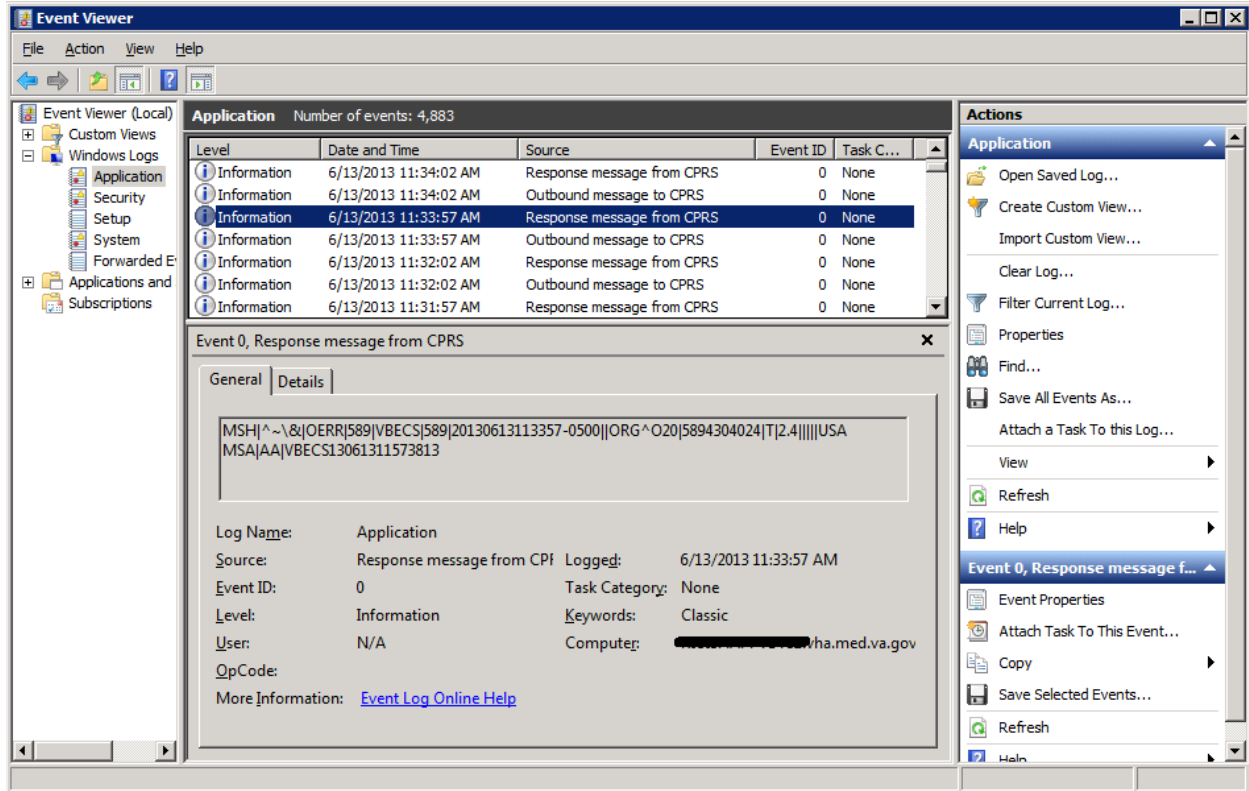 Event Viewer
File Action View Help
Event Viewer (Local)
Custom Views
Windows Logs
Application
Security
Setup
System
Forwarded E
Applications and
Subscriptions
Application Number of events: 4,883
Level Date and Time Source Event ID Task C...
Information 6/13/2013 11:34:02 AM Response message from CPRS 0 None
Information 6/13/2013 11:34:02 AM Outbound message to CPRS 0 None
Information 6/13/2013 11:33:57 AM Response message from CPRS 0 None
Information 6/13/2013 11:33:57 AM Outbound message to CPRS 0 None
Information 6/13/2013 11:32:02 AM Response message from CPRS 0 None
Information 6/13/2013 11:32:02 AM Outbound message to CPRS 0 None
Information 6/13/2013 11:31:57 AM Response message from CPRS 0 None
Event 0, Response message from CPRS
General Details
MSH|^~\&|OERR|589|VBECS|589|20130613113357-0500||ORG^O20|5894304024|T|2.4|||||USA
MSA|AA|VBECS13061311573813
Log Name: Application
Source: Response message from CPF Logged: 6/13/2013 11:33:57 AM
Event ID: 0 Task Category: None
Level: Information Keywords: Classic
User: N/A Computer: vha.med.va.gov
OpCode:
More Information: Event Log Online Help
Actions
Application
Open Saved Log...
Create Custom View...
Import Custom View...
Clear Log...
Filter Current Log...
Properties
Find...
Save All Events As...
Attach a Task To this Log...
View
Refresh
Help
Event 0, Response message f...
Event Properties
Attach Task To This Event...
Copy
Save Selected Events...
Refresh
Help